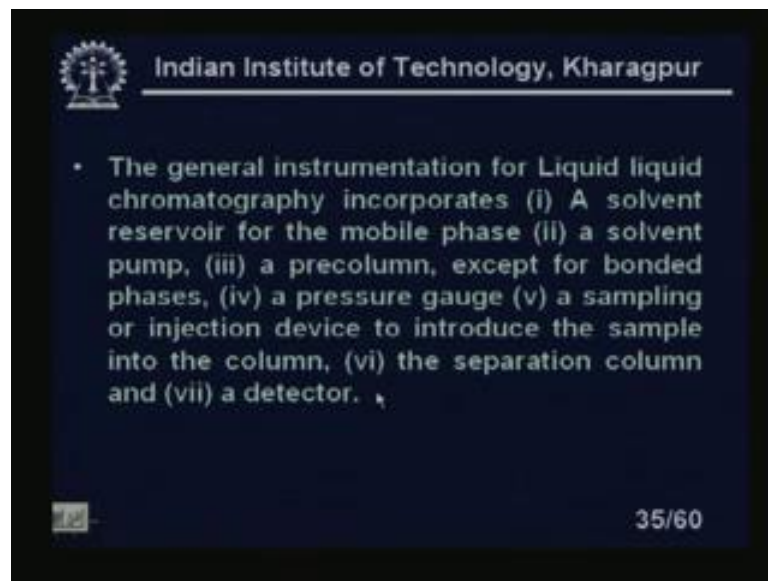 Indian Institute of Technology, Kharagpur
• The general instrumentation for Liquid liquid
chromatography incorporates (i) A solvent
reservoir for the mobile phase (ii) a solvent
pump, (iii) a precolumn, except for bonded
phases, (iv) a pressure gauge (v) a sampling
or injection device to introduce the sample
into the column, (vi) the separation column
and (vii) a detector.
35/60